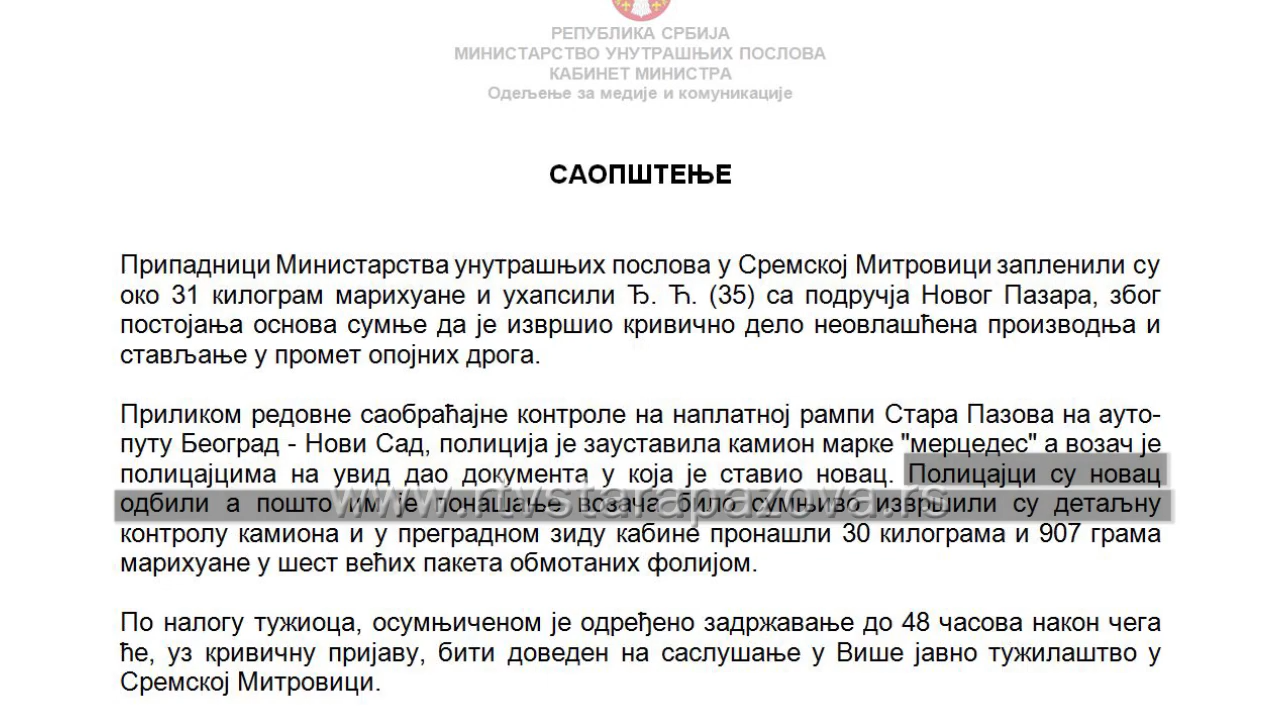 РЕПУБЛИКА СРБИЈА
МИНИСТАРСТВО УНУТРАШЊИХ ПОСЛОВА
КАБИНЕТ МИНИСТРА
Одељење за медије и комуникације
САОПШТЕЊЕ
Припадници Министарства унутрашњих послова у Сремској Митровици запленили су
око 31 килограм марихуане и ухапсили Ђ. Ћ. (35) са подручја Новог Пазара, због
постојања основа сумње да је извршио кривично дело неовлашћена производња и
стављање у промет опојних дрога.
Приликом редовне саобраћајне контроле на наплатној рампи Стара Пазова на ауто-
путу Београд - Нови Сад, полиција је зауставила камион марке "мерцедес" а возач је
полицајцима на увид дао документа у која је ставио новац. Полицајци су новац
одбили а пошто им је понашање возача било сумњиво извршили су детаљну
www.rtvstarapazova.rs
контролу камиона и у преградном зиду кабине пронашли 30 килограма и 907 грама
марихуане у шест већих пакета обмотаних фолијом.
По налогу тужиоца, осумњиченом је одређено задржавање до 48 часова након чега
ће, уз кривичну пријаву, бити доведен на саслушање у Више јавно тужилаштво у
Сремској Митровици.